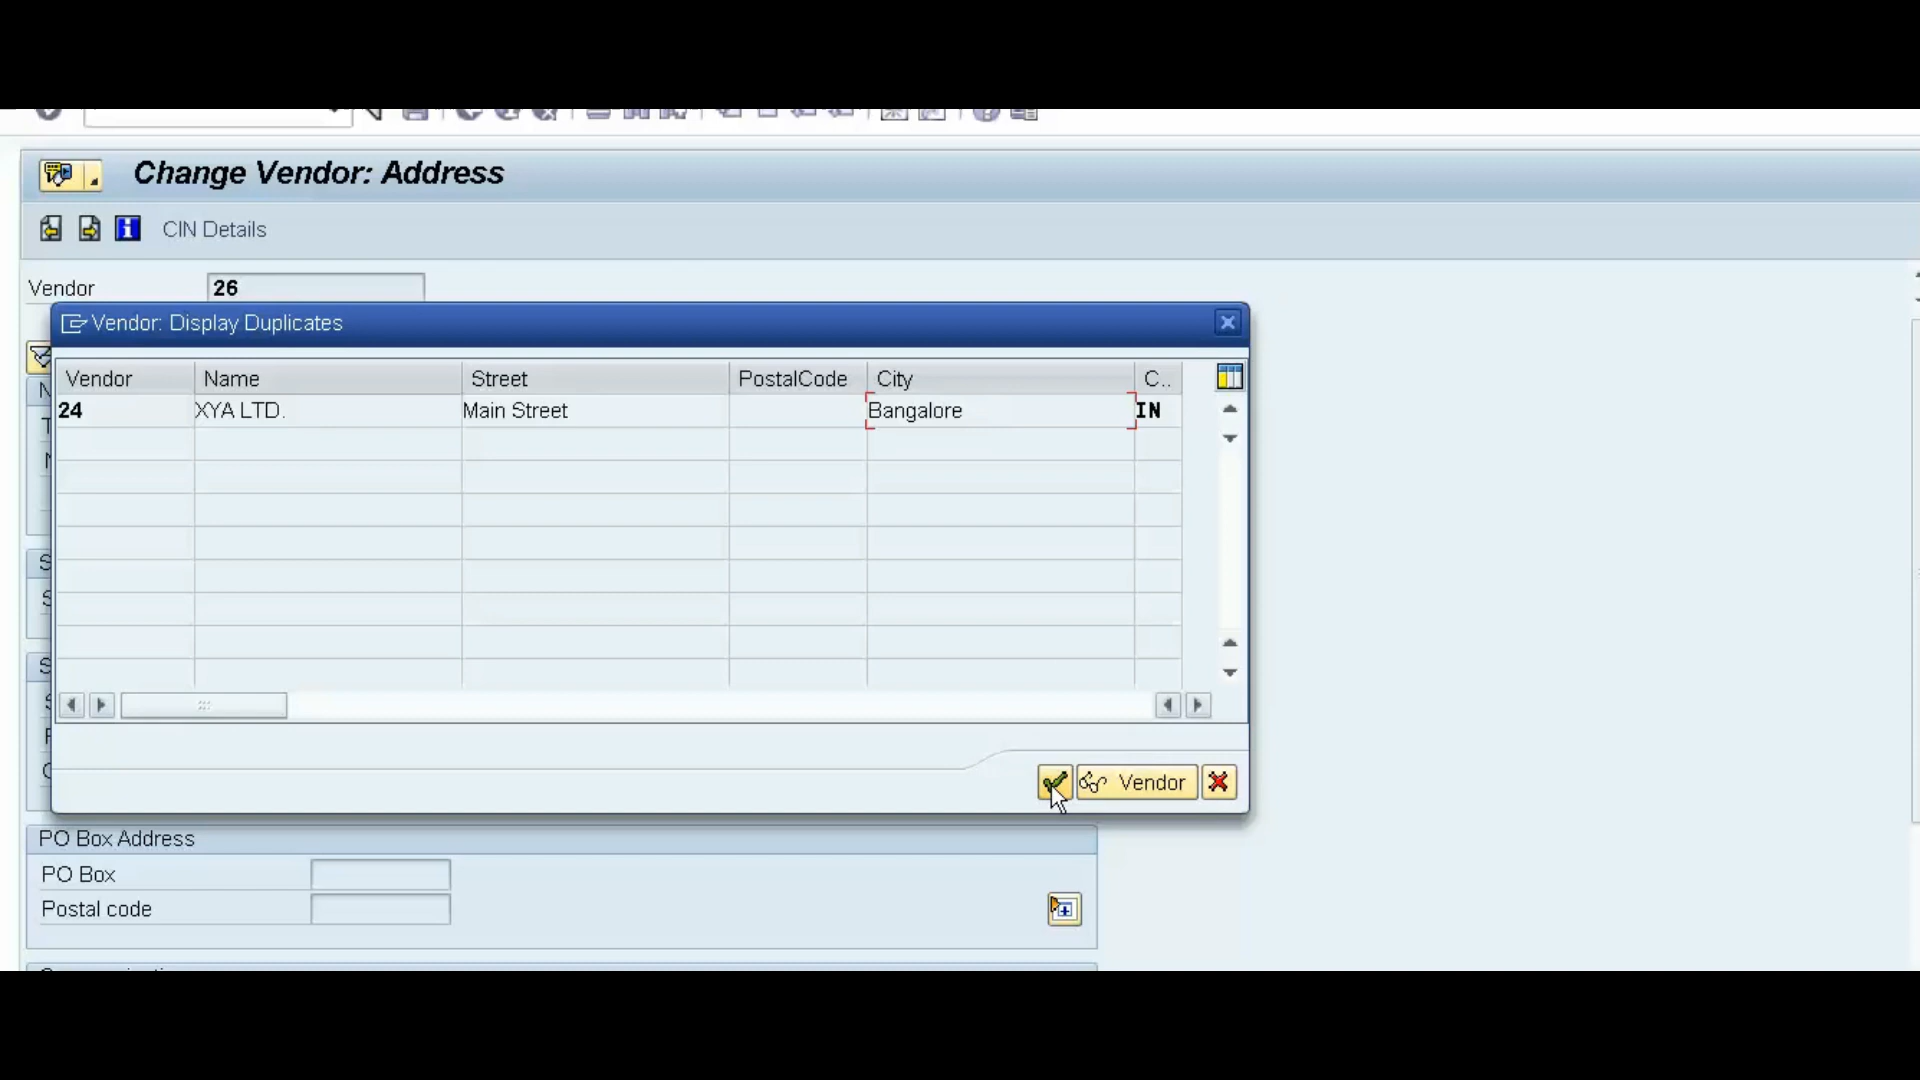 Change Vendor: Address
CIN Details
Vendor 26
Vendor: Display Duplicates
Vendor Name Street PostalCode City C..
24 XYA LTD. Main Street Bangalore IN
Vendor
PO Box Address
PO Box
Postal code